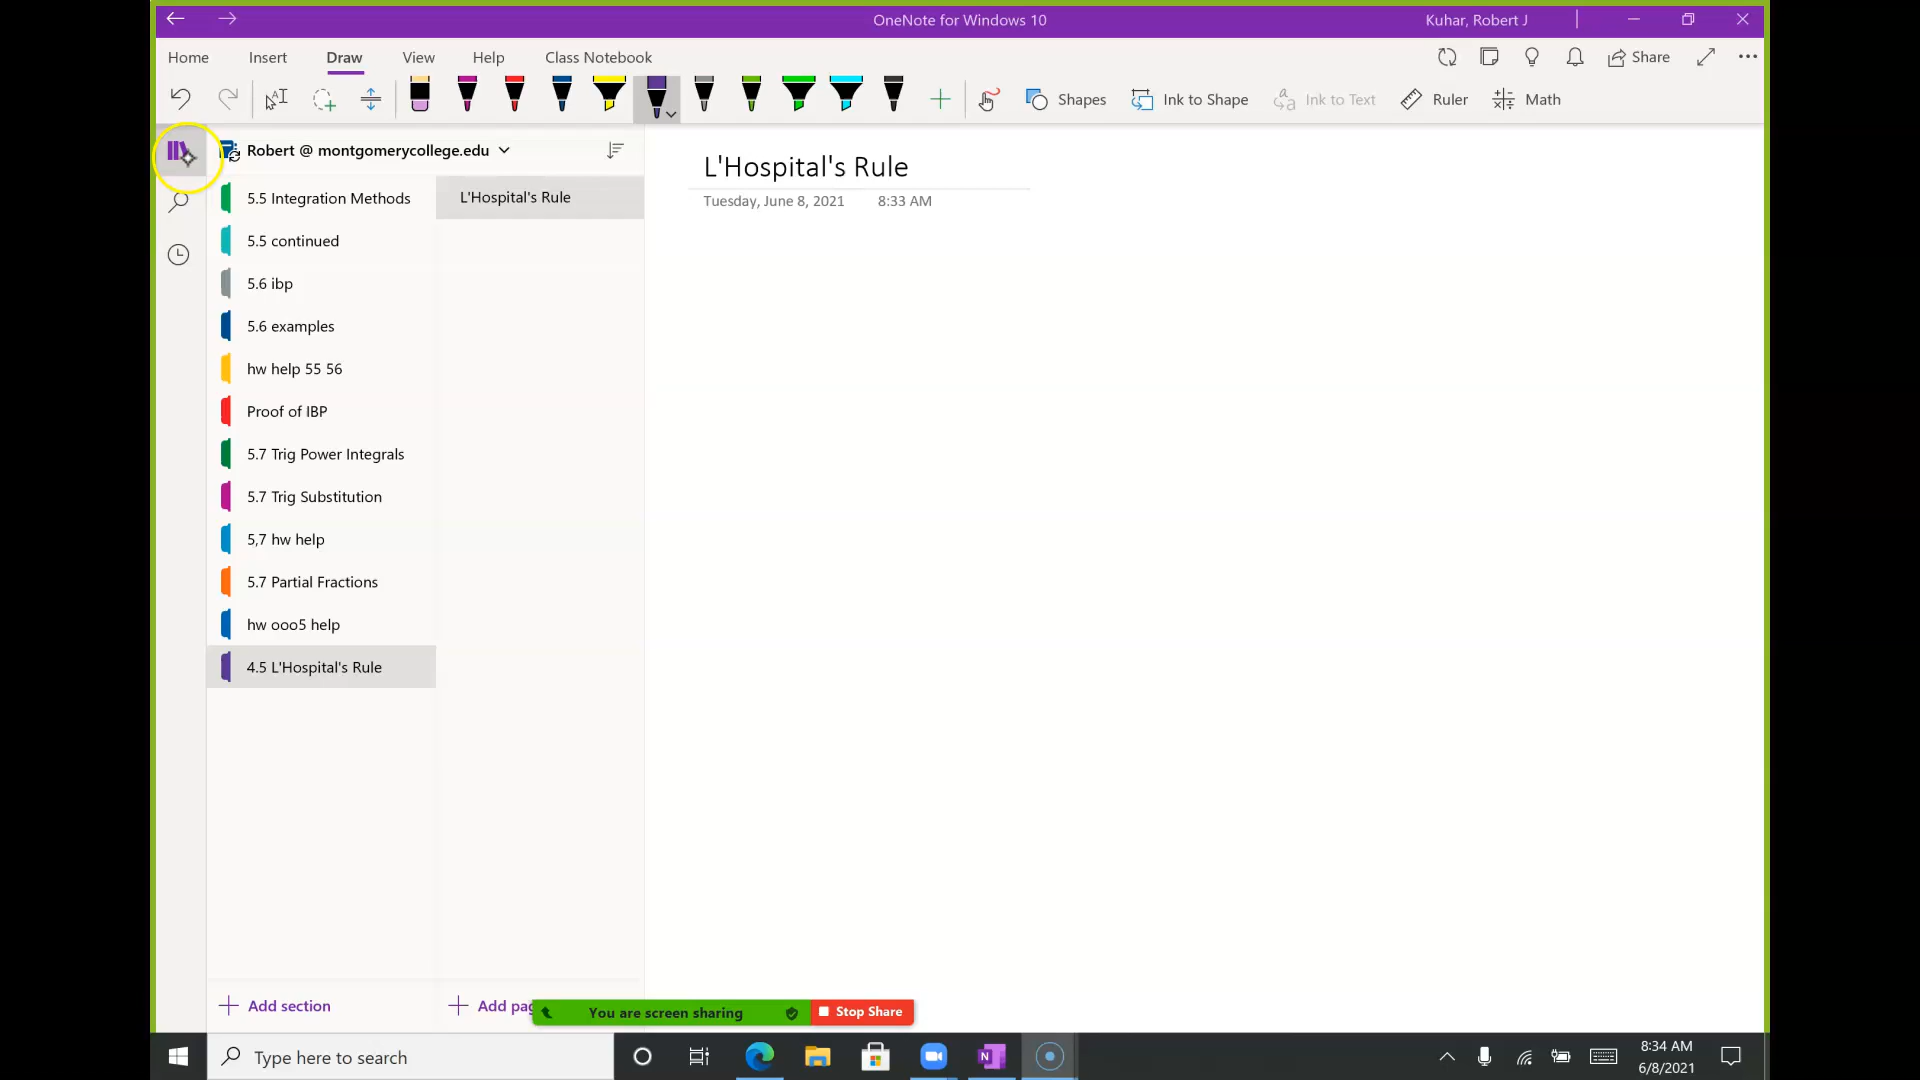 OneNote for Windows 10
Kuhar, Robert J
Home Insert Draw View Help Class Notebook
Share
Shapes Ink to Shape Ink to Text Ruler Math
Robert @ montgomerycollege.edu
5.5 Integration Methods
5.5 continued
5.6 ibp
5.6 examples
hw help 55 56
Proof of IBP
5.7 Trig Power Integrals
5.7 Trig Substitution
5,7 hw help
5.7 Partial Fractions
hw ooo5 help
4.5 L'Hospital's Rule
L'Hospital's Rule
L'Hospital's Rule
Tuesday, June 8, 2021 8:33 AM
Add section
Add pag
You are screen sharing
Stop Share
Type here to search
8:34 AM
6/8/2021